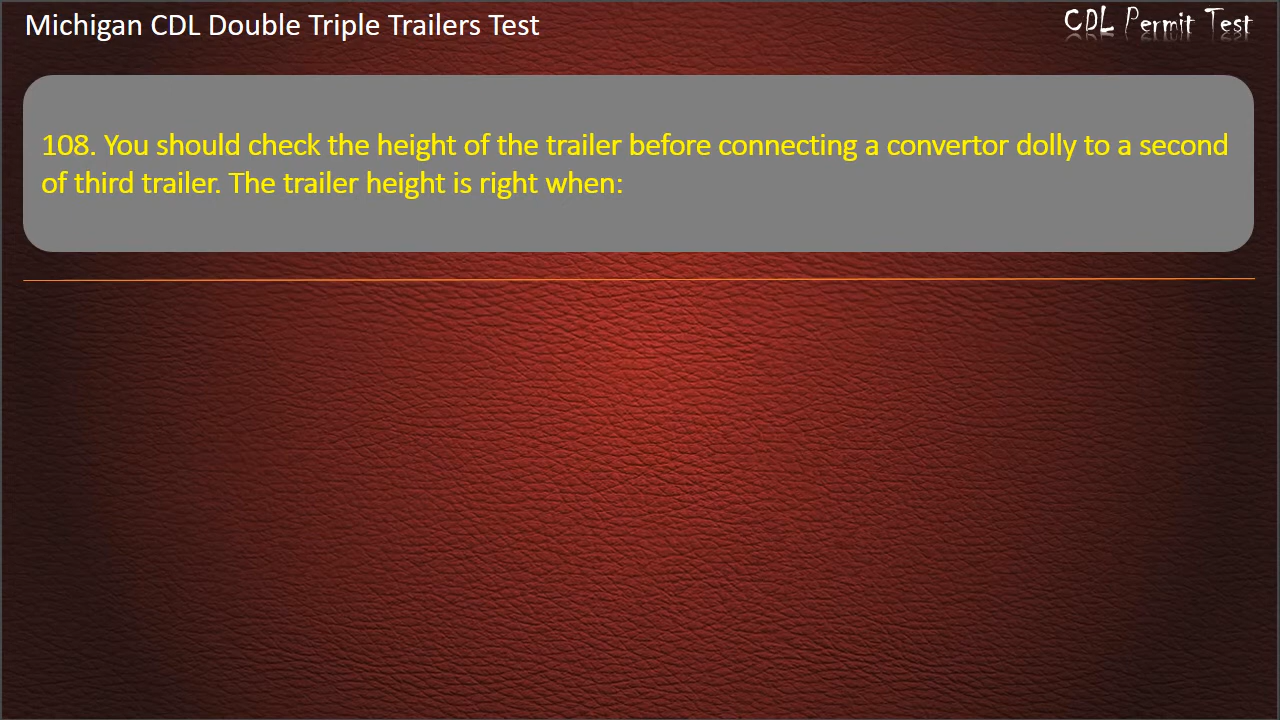 Michigan CDL Double Triple Trailers Test
CDL Permit Test
108. You should check the height of the trailer before connecting a convertor dolly to a second
of third trailer. The trailer height is right when: